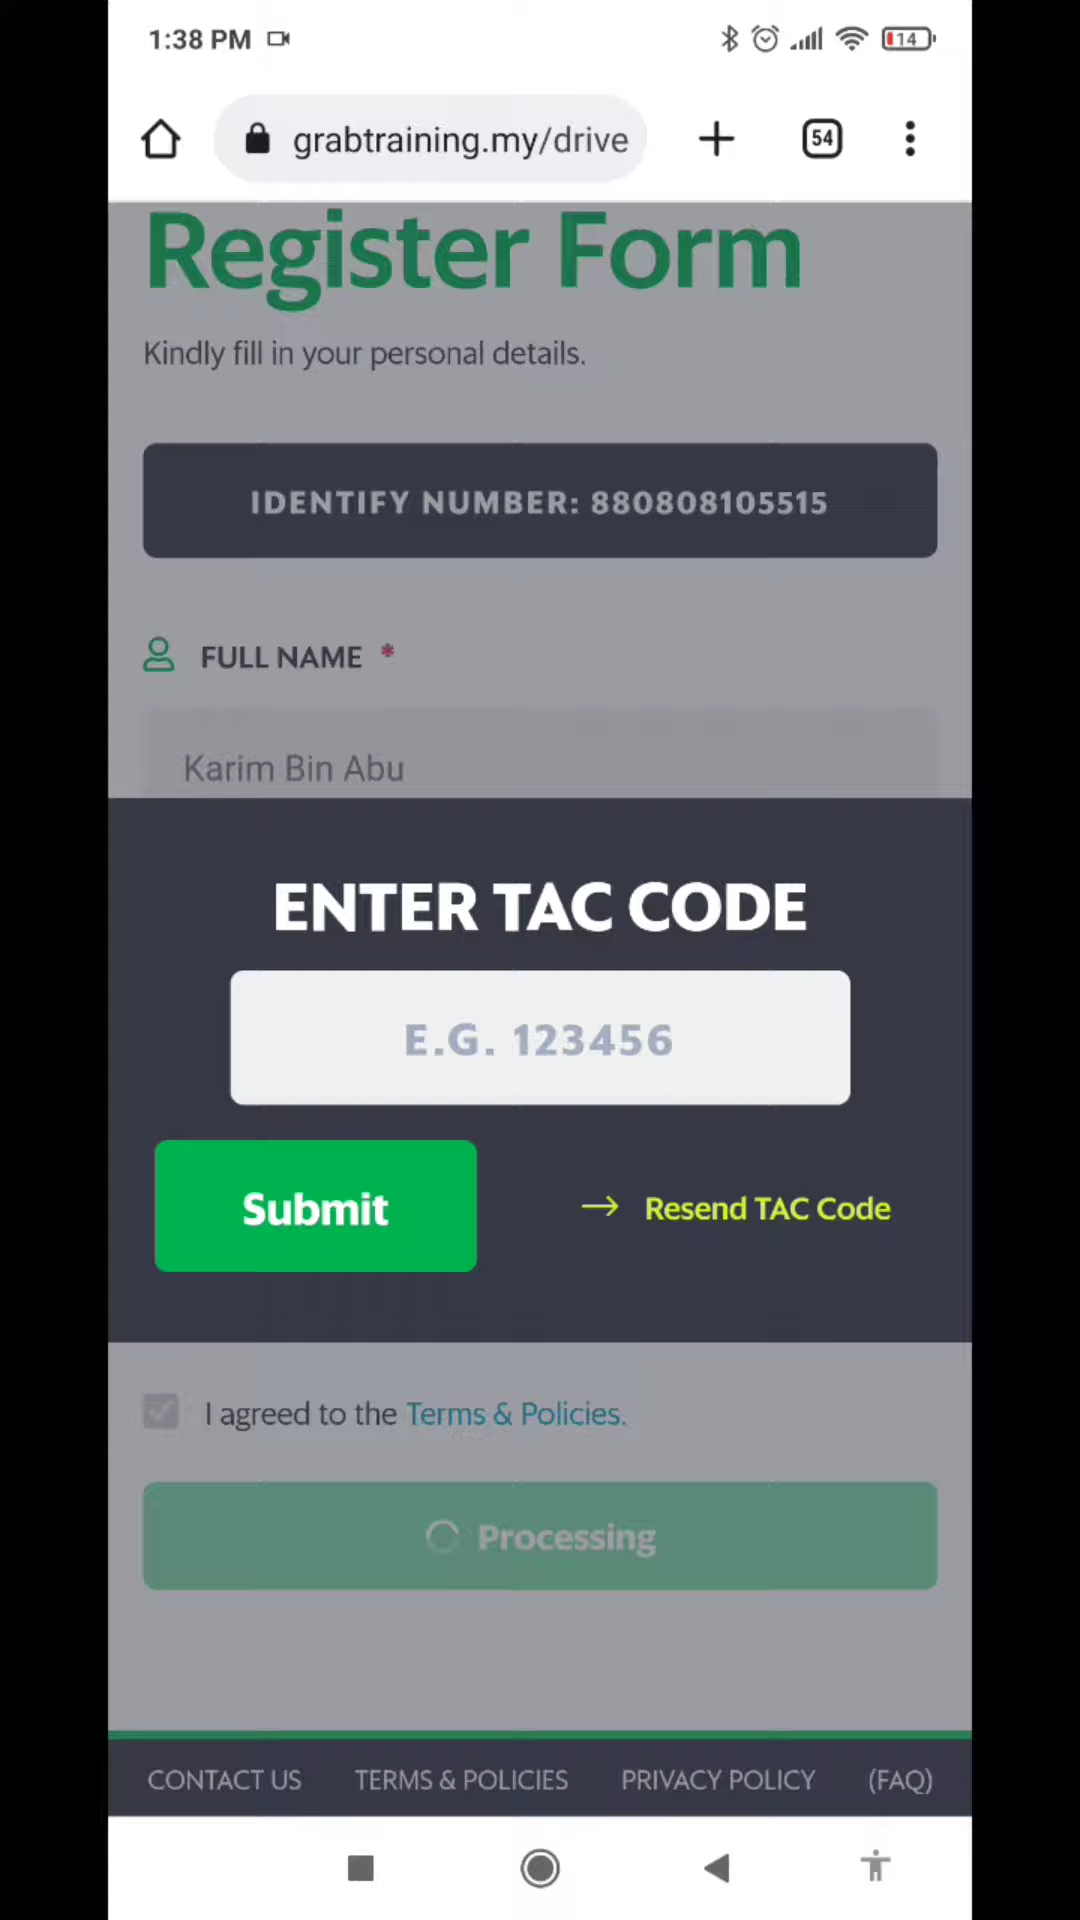 1:38 PM
14
grabtraining.my/drive
54
Register Form
Kindly fill in your personal details.
IDENTIFY NUMBER: 880808105515
FULL NAME *
Karim Bin Abu
ENTER TAC CODE
E.G. 123456
Submit
→ Resend TAC Code
I agreed to the Terms & Policies.
Processing
CONTACT US TERMS & POLICIES PRIVACY POLICY (FAQ)